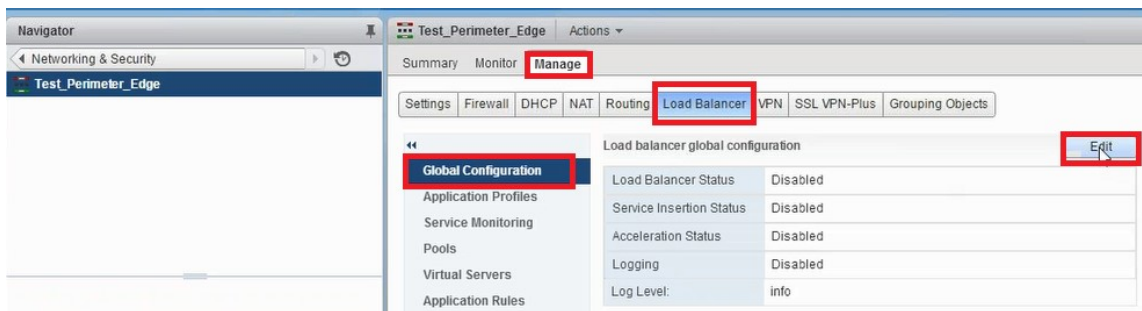 Navigator
Networking & Security
Test_Perimeter_Edge
Test_Perimeter_Edge Actions
Summary Monitor Manage
Settings Firewall DHCP NAT Routing Load Balancer VPN SSL VPN-Plus Grouping Objects
Global Configuration
Application Profiles
Service Monitoring
Pools
Virtual Servers
Application Rules
Load balancer global configuration Edit
Load Balancer Status Disabled
Service Insertion Status Disabled
Acceleration Status Disabled
Logging Disabled
Log Level: info